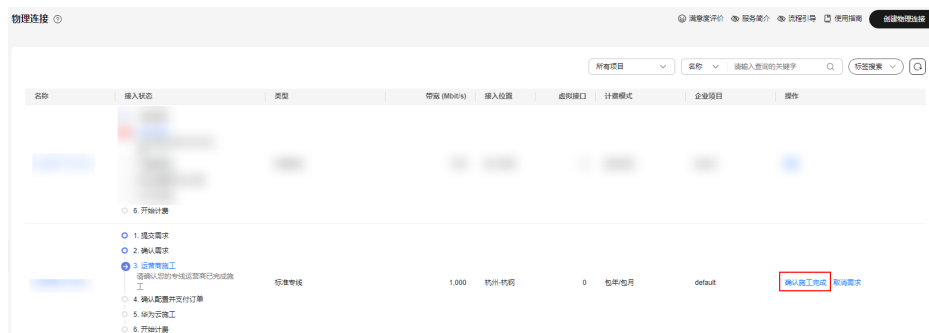 物理连接
满意度评价 服务简介 流程引导 使用指南 创建物理连接
所有项目 名称 请输入查询的关键字 标签搜索
名称 接入状态 类型 带宽 (Mbit/s) 接入位置 虚拟接口 计费模式 企业项目 操作
6. 开始计费
1. 提交需求
2. 确认需求
3. 运营商施工
请确认您的专线运营商已完成施
工
标准专线 1,000 杭州-杭钢 0 包年/包月 default 确认施工完成 取消需求
4. 确认配置并支付订单
5. 华为云施工
6. 开始计费